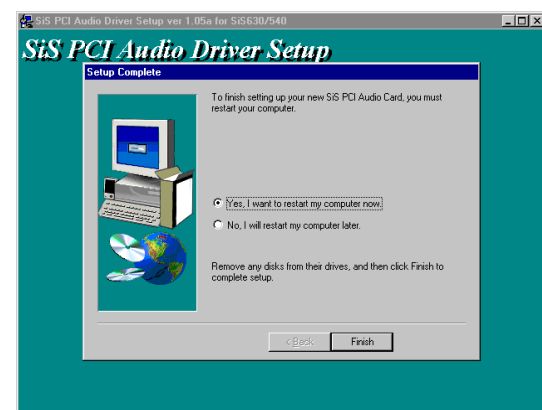 SiS PCI Audio Driver Setup ver 1.05a for SiS630/540
SiS PCI Audio Driver Setup
Setup Complete
To finish setting up your new SiS PCI Audio Card, you must
restart your computer.
Yes, I want to restart my computer now.
No, I will restart my computer later.
Remove any disks from their drives, and then click Finish to
complete setup.
< Back
Finish